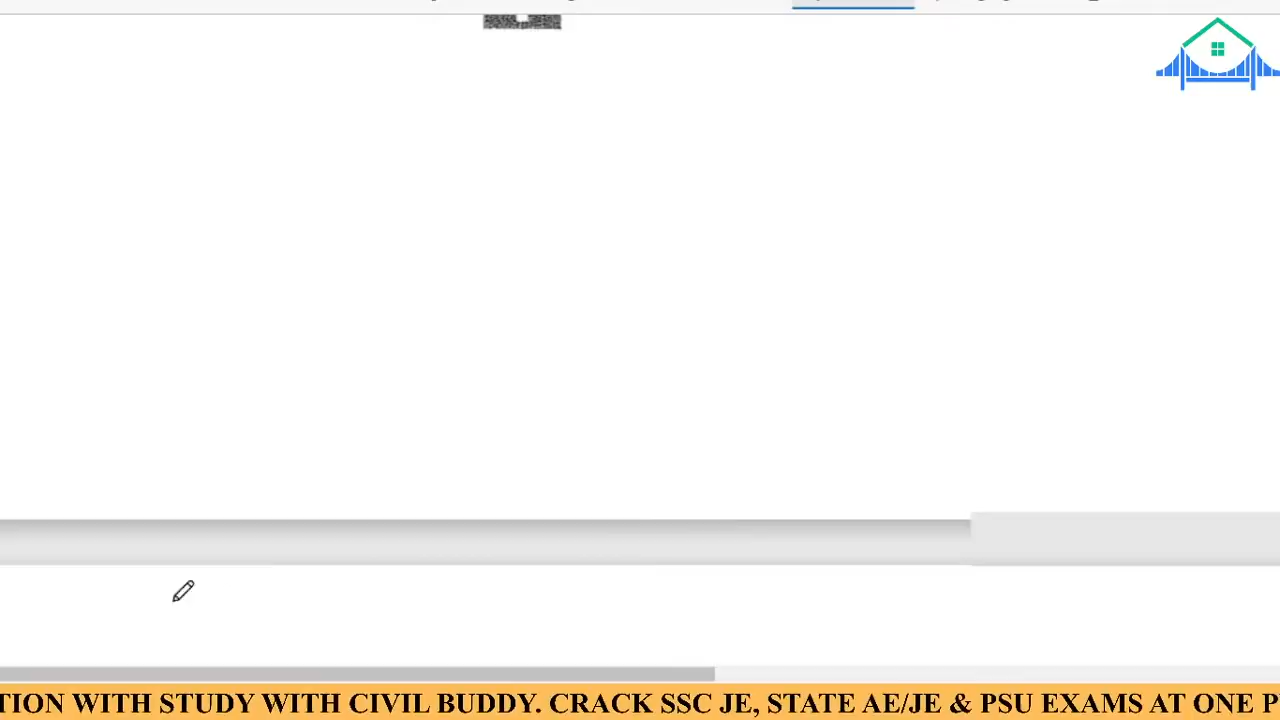 TION WITH STUDY WITH CIVIL BUDDY. CRACK SSC JE, STATE AE/JE & PSU EXAMS AT ONE P